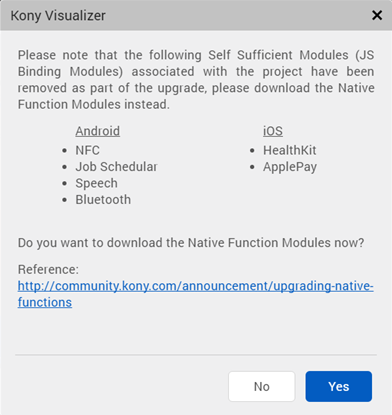 Kony Visualizer
Please note that the following Self Sufficient Modules (JS
Binding Modules) associated with the project have been
removed as part of the upgrade, please download the Native
Function Modules instead.
Android
• NFC
• Job Schedular
• Speech
• Bluetooth
iOS
• HealthKit
• ApplePay
Do you want to download the Native Function Modules now?
Reference:
http://community.kony.com/announcement/upgrading-native-
functions
No
Yes